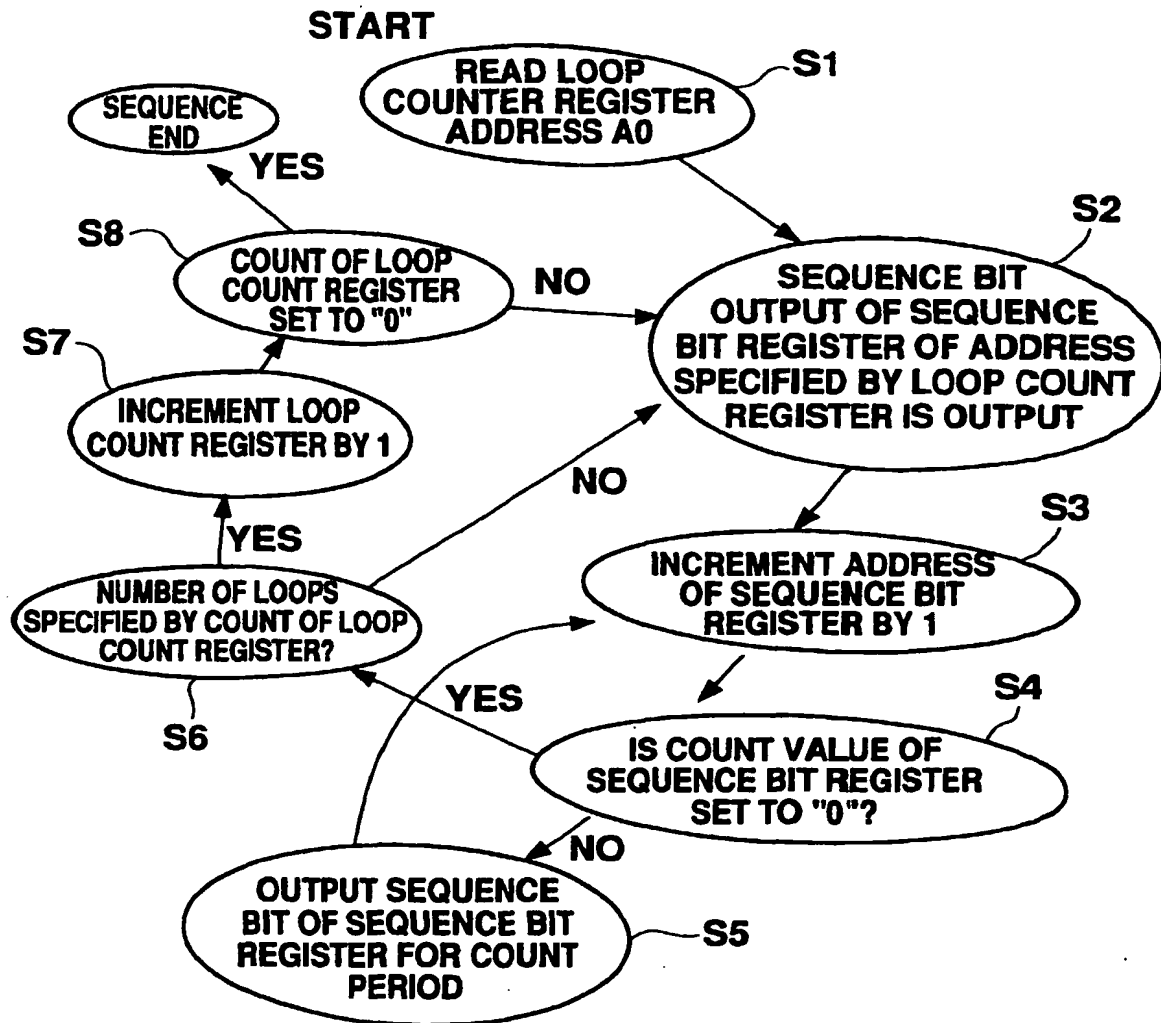 START
READ LOOP
COUNTER REGISTER
ADDRESS A0
S1
SEQUENCE
END
YES
S8
COUNT OF LOOP
COUNT REGISTER
SET TO "0"
NO
S2
SEQUENCE BIT
OUTPUT OF SEQUENCE
BIT REGISTER OF ADDRESS
SPECIFIED BY LOOP COUNT
REGISTER IS OUTPUT
S7
INCREMENT LOOP
COUNT REGISTER BY 1
NO
YES
S3
INCREMENT ADDRESS
OF SEQUENCE BIT
REGISTER BY 1
NUMBER OF LOOPS
SPECIFIED BY COUNT OF LOOP
COUNT REGISTER?
S6
YES
S4
IS COUNT VALUE OF
SEQUENCE BIT REGISTER
SET TO "0"?
NO
OUTPUT SEQUENCE
BIT OF SEQUENCE BIT
REGISTER FOR COUNT
PERIOD
S5